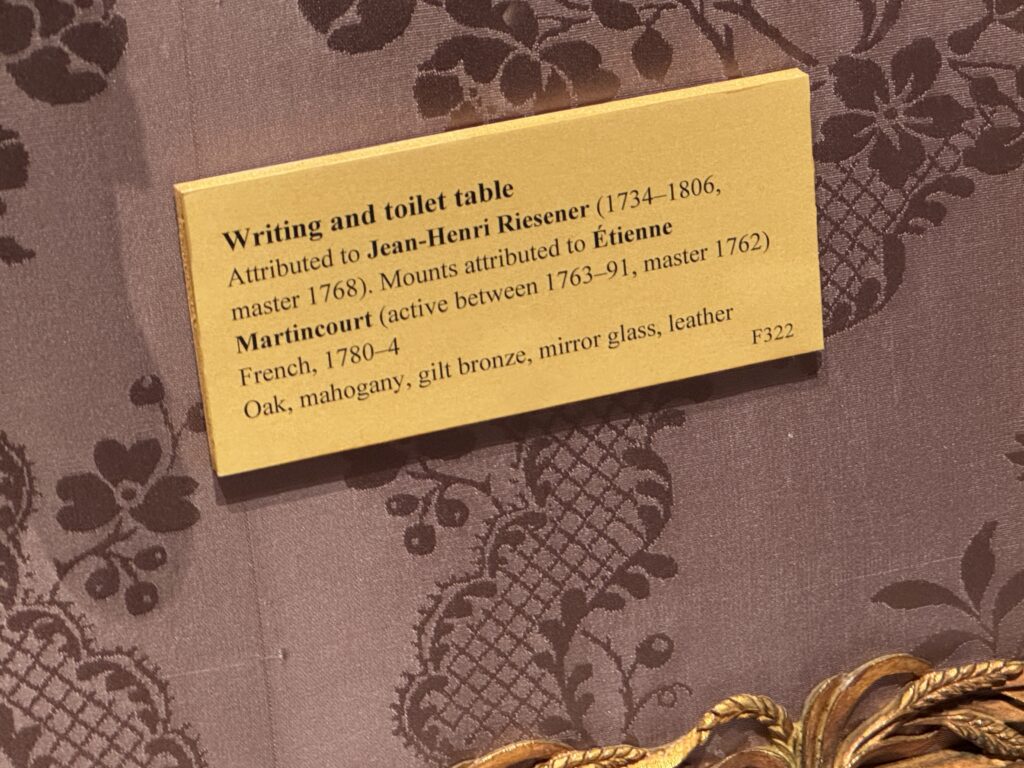 Writing and toilet table
Attributed to Jean-Henri Riesener (1734–1806,
master 1768). Mounts attributed to Étienne
Martincourt (active between 1763–91, master 1762)
French, 1780–4
Oak, mahogany, gilt bronze, mirror glass, leather
F322